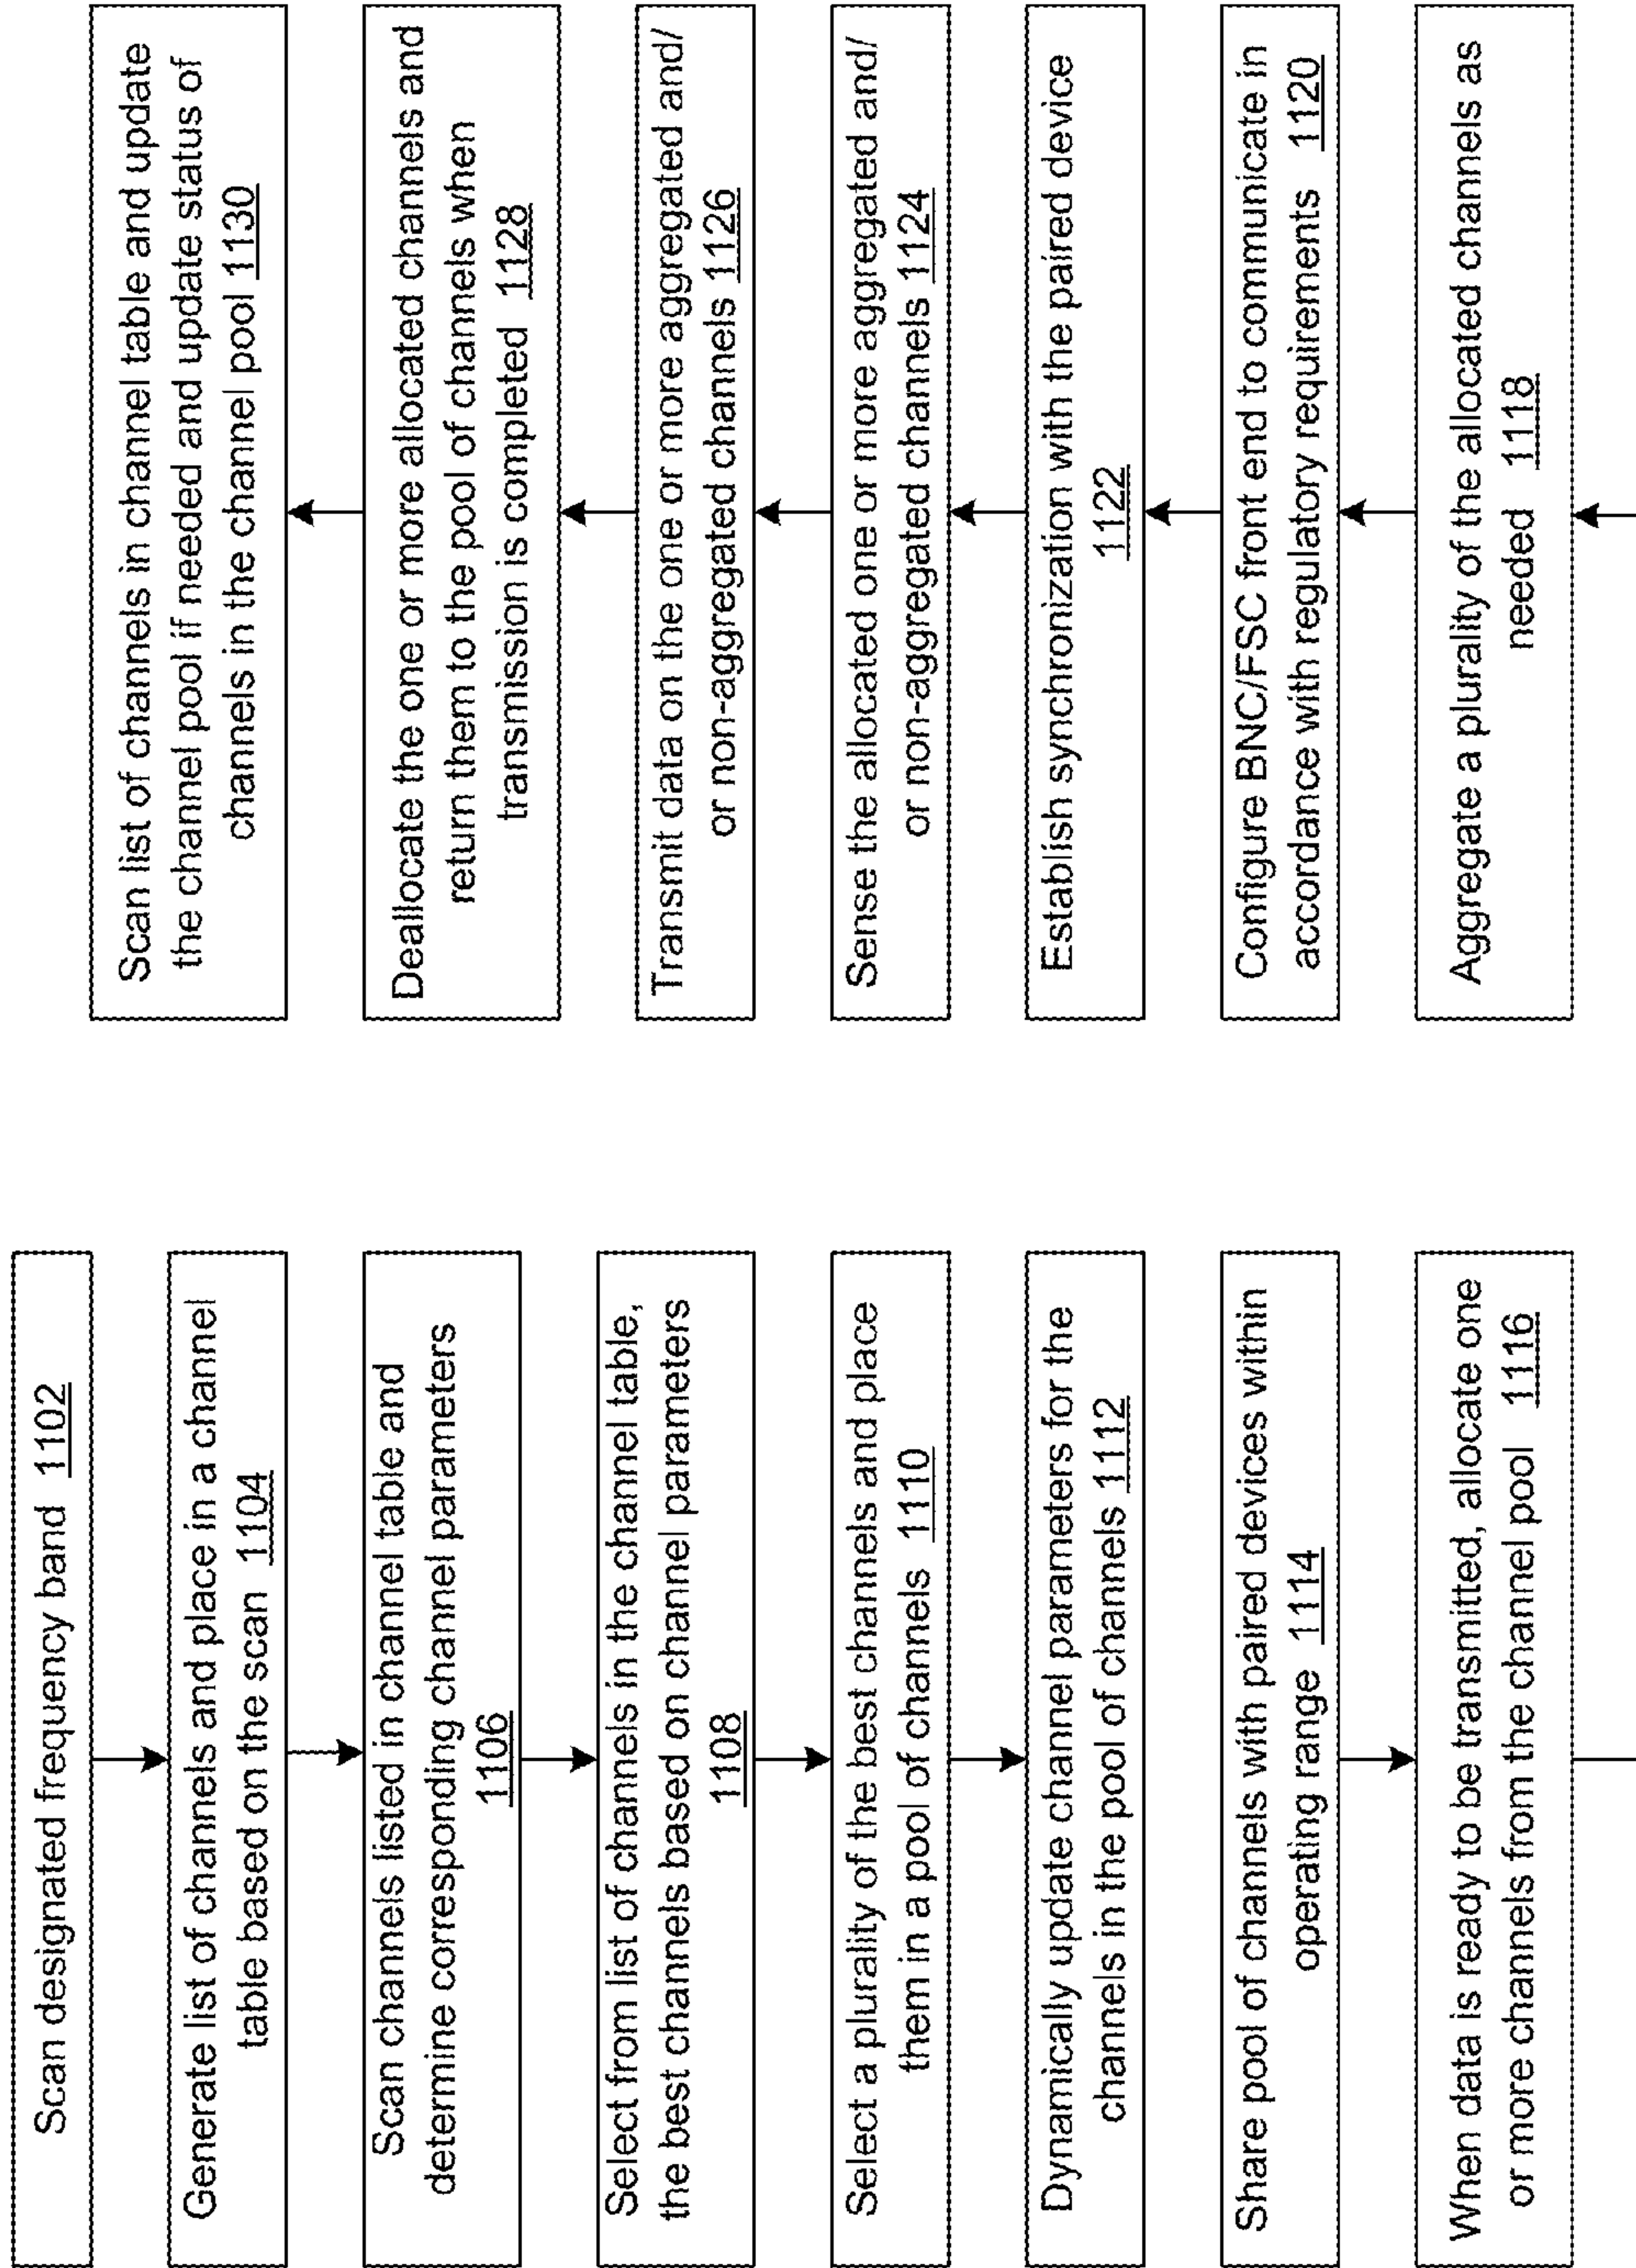 Scan designated frequency band 1102
Generate list of channels and place in a channel
table based on the scan 1104
Scan channels listed in channel table and
determine corresponding channel parameters
1106
Select from list of channels in the channel table,
the best channels based on channel parameters
1108
Select a plurality of the best channels and place
them in a pool of channels 1110
Dynamically update channel parameters for the
channels in the pool of channels 1112
Share pool of channels with paired devices within
operating range 1114
When data is ready to be transmitted, allocate one
or more channels from the channel pool 1116
Aggregate a plurality of the allocated channels as
needed 1118
Configure BNC/FSC front end to communicate in
accordance with regulatory requirements 1120
Establish synchronization with the paired device
1122
Sense the allocated one or more aggregated and/
or non-aggregated channels 1124
Transmit data on the one or more aggregated and/
or non-aggregated channels 1126
Deallocate the one or more allocated channels and
return them to the pool of channels when
transmission is completed 1128
Scan list of channels in channel table and update
the channel pool if needed and update status of
channels in the channel pool 1130